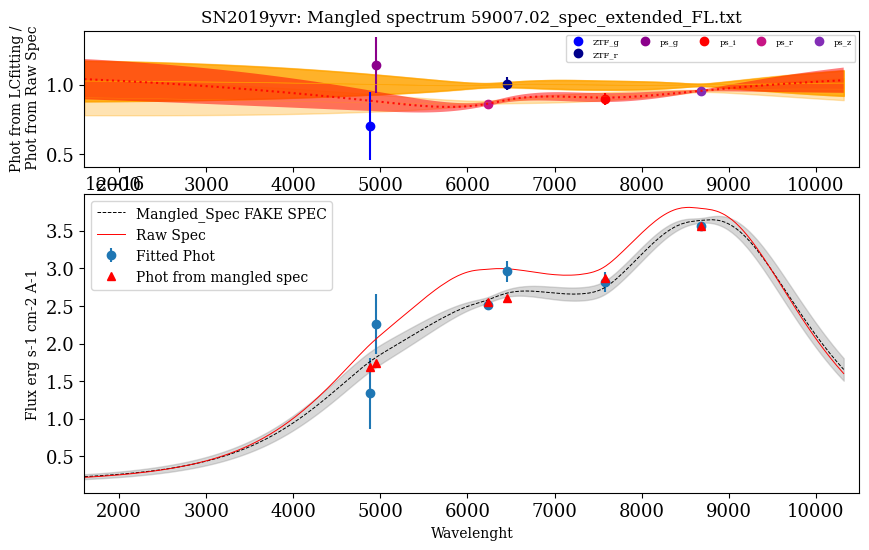 SN2019yvr: Mangled spectrum 59007.02_spec_extended_FL.txt
Phot from LCfitting /
Phot from Raw Spec
1.0
0.5
ZTF_g
ZTF_r
ps_g
ps_i
ps_r
ps_z
2000 3000 4000 5000 6000 7000 8000 9000 10000
1e−16
Mangled_Spec FAKE SPEC
Raw Spec
Fitted Phot
Phot from mangled spec
Flux erg s-1 cm-2 A-1
3.5
3.0
2.5
2.0
1.5
1.0
0.5
2000 3000 4000 5000 6000 7000 8000 9000 10000
Wavelenght